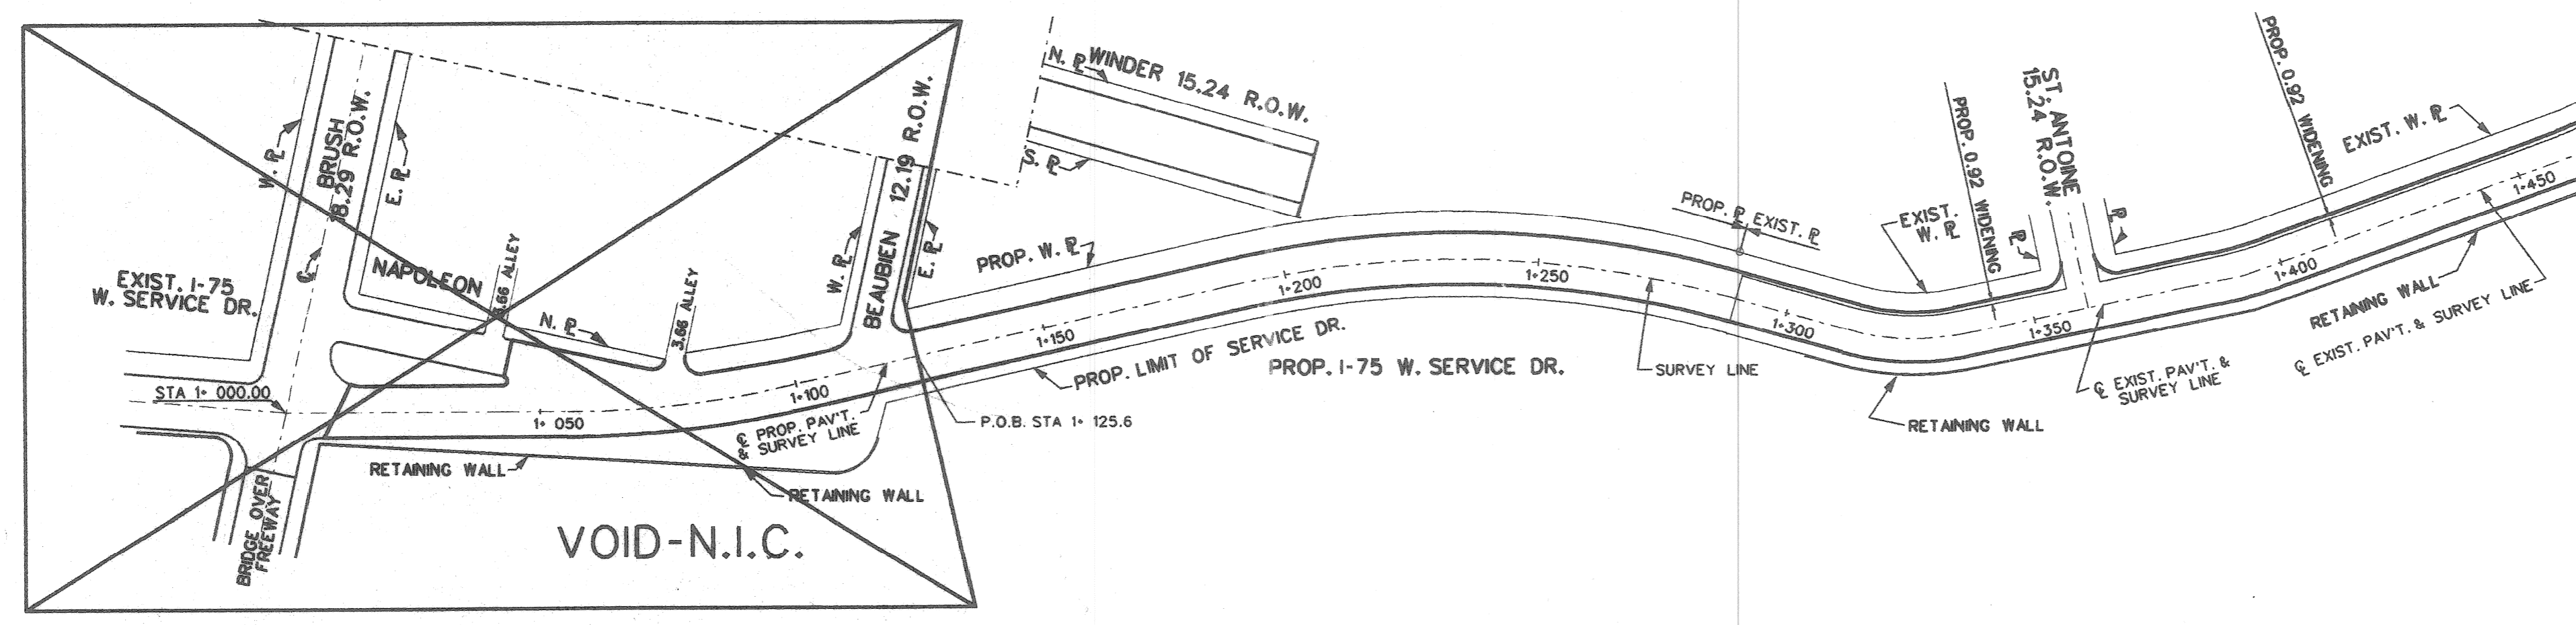 W. ⅊
BRUSH
18.29 R.O.W.
E. ⅊
℄
EXIST. I-75
W. SERVICE DR.
NAPOLEON
3.66 ALLEY
N. ⅊
3.66 ALLEY
W. ⅊
BEAUBIEN 12.19 R.O.W.
E. ⅊
STA 1+ 000.00
1+ 050
1+100
℄ PROP. PAV'T.
& SURVEY LINE
RETAINING WALL
RETAINING WALL
BRIDGE OVER
FREEWAY
VOID-N.I.C.
N. ⅊
WINDER 15.24 R.O.W.
S. ⅊
PROP. W. ⅊
1+150
1+200
1+250
1+300
1+350
1+400
1+450
P.O.B. STA 1+ 125.6
PROP. LIMIT OF SERVICE DR.
PROP. I-75 W. SERVICE DR.
SURVEY LINE
PROP. ⅊ EXIST. ⅊
EXIST.
W. ⅊
PROP. 0.92 WIDENING
ST. ANTOINE
15.24 R.O.W.
⅊
⅊
PROP. 0.92 WIDENING
EXIST. W. ⅊
RETAINING WALL
℄ EXIST. PAV'T. &
SURVEY LINE
RETAINING WALL
℄ EXIST. PAV'T. & SURVEY LINE